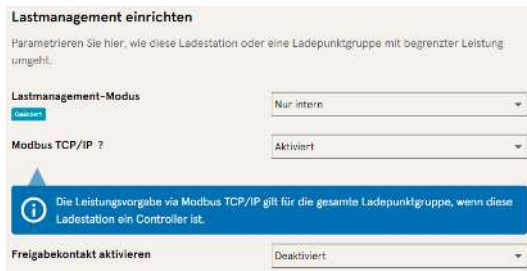 Lastmanagement einrichten
Parametrieren Sie hier, wie diese Ladestation oder eine Ladepunktgruppe mit begrenzter Leistung
umgeht.
Lastmanagement-Modus
Nur intern
Geändert
Modbus TCP/IP ?
Aktiviert
Die Leistungsvorgabe via Modbus TCP/IP gilt für die gesamte Ladepunktgruppe, wenn diese
Ladestation ein Controller ist.
Freigabekontakt aktivieren
Deaktiviert